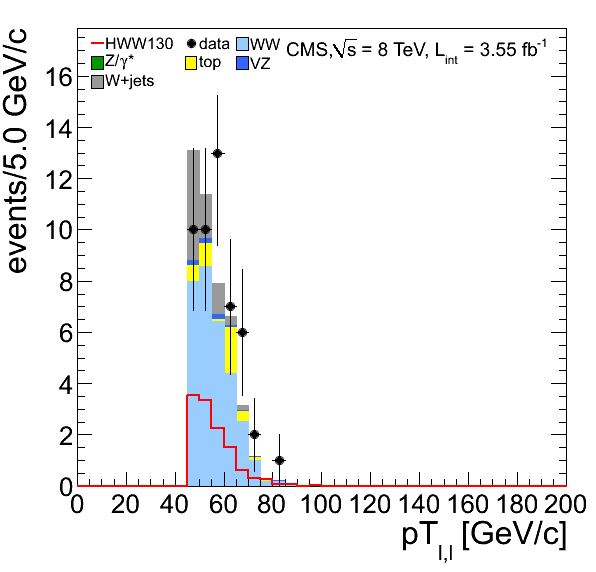 HWW130 data WW CMS,√s = 8 TeV, L_int = 3.55 fb⁻¹
Z/γ* top VZ
W+jets
events/5.0 GeV/c
16
14
12
10
8
6
4
2
0
0 20 40 60 80 100 120 140 160 180 200
pT_l,l [GeV/c]